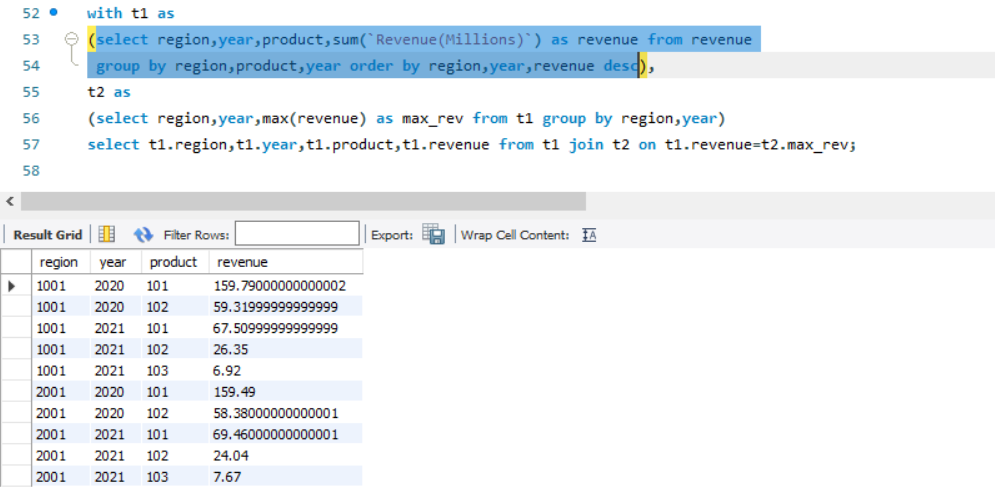 52 with t1 as
53 (select region,year,product,sum(`Revenue(Millions)`) as revenue from revenue
54 group by region,product,year order by region,year,revenue desc),
55 t2 as
56 (select region,year,max(revenue) as max_rev from t1 group by region,year)
57 select t1.region,t1.year,t1.product,t1.revenue from t1 join t2 on t1.revenue=t2.max_rev;
58
Result Grid Filter Rows: Export: Wrap Cell Content: IA
region year product revenue
1001 2020 101 159.79000000000002
1001 2020 102 59.31999999999999
1001 2021 101 67.50999999999999
1001 2021 102 26.35
1001 2021 103 6.92
2001 2020 101 159.49
2001 2020 102 58.38000000000001
2001 2021 101 69.46000000000001
2001 2021 102 24.04
2001 2021 103 7.67